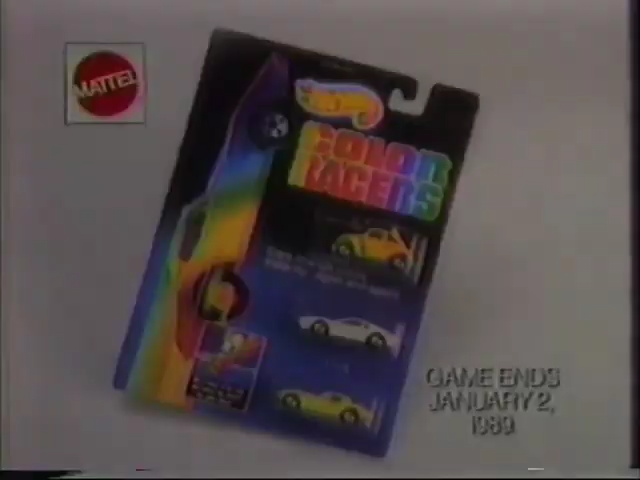 MATTEL
Hot Wheels
COLOR
RACERS
GAME ENDS
JANUARY 2,
1989